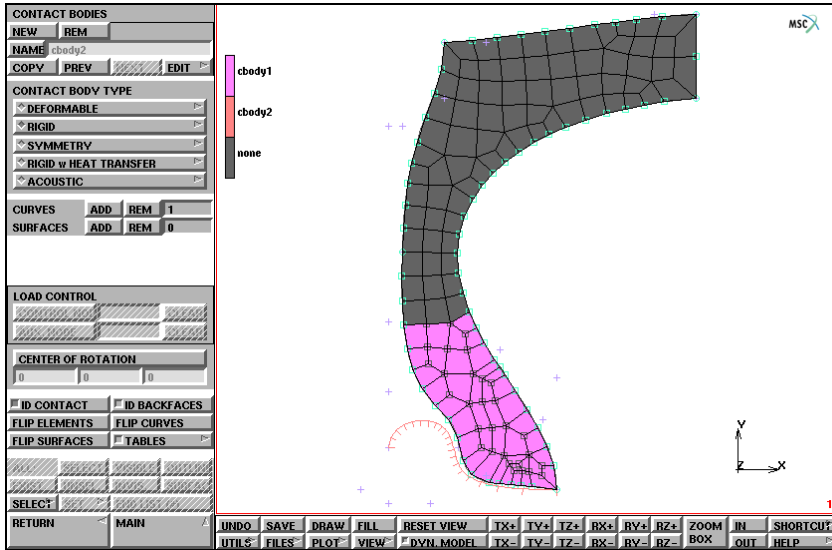 CONTACT BODIES
NEW REM
NAME cbody2
COPY PREV EDIT
CONTACT BODY TYPE
DEFORMABLE
RIGID
SYMMETRY
RIGID w HEAT TRANSFER
ACOUSTIC
CURVES ADD REM 1
SURFACES ADD REM 0
LOAD CONTROL
CENTER OF ROTATION
0 0 0
ID CONTACT ID BACKFACES
FLIP ELEMENTS FLIP CURVES
FLIP SURFACES TABLES
SELECT
RETURN MAIN
cbody1
cbody2
none
MSC
Y
Z X
1
UNDO SAVE DRAW FILL RESET VIEW TX+ TY+ TZ+ RX+ RY+ RZ+ ZOOM IN SHORTCUT
UTILS FILES PLOT VIEW DYN. MODEL TX- TY- TZ- RX- RY- RZ- BOX OUT HELP